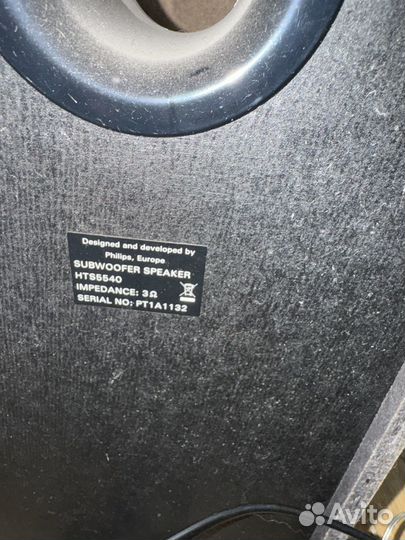 Designed and developed by
Philips, Europe
SUBWOOFER SPEAKER
HTS5540
IMPEDANCE: 3Ω
SERIAL NO: PT1A1132
Avito